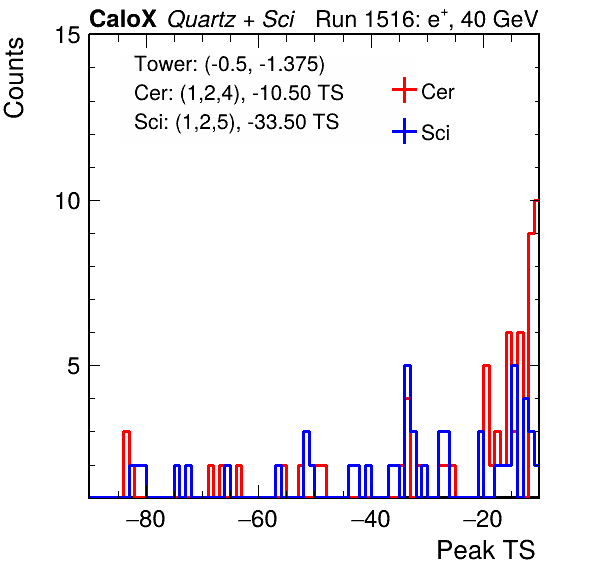 CaloX Quartz + Sci Run 1516: e⁺, 40 GeV
15
Tower: (-0.5, -1.375)
Cer: (1,2,4), -10.50 TS
Sci: (1,2,5), -33.50 TS
Cer
Sci
Counts
10
5
−80 −60 −40 −20
Peak TS